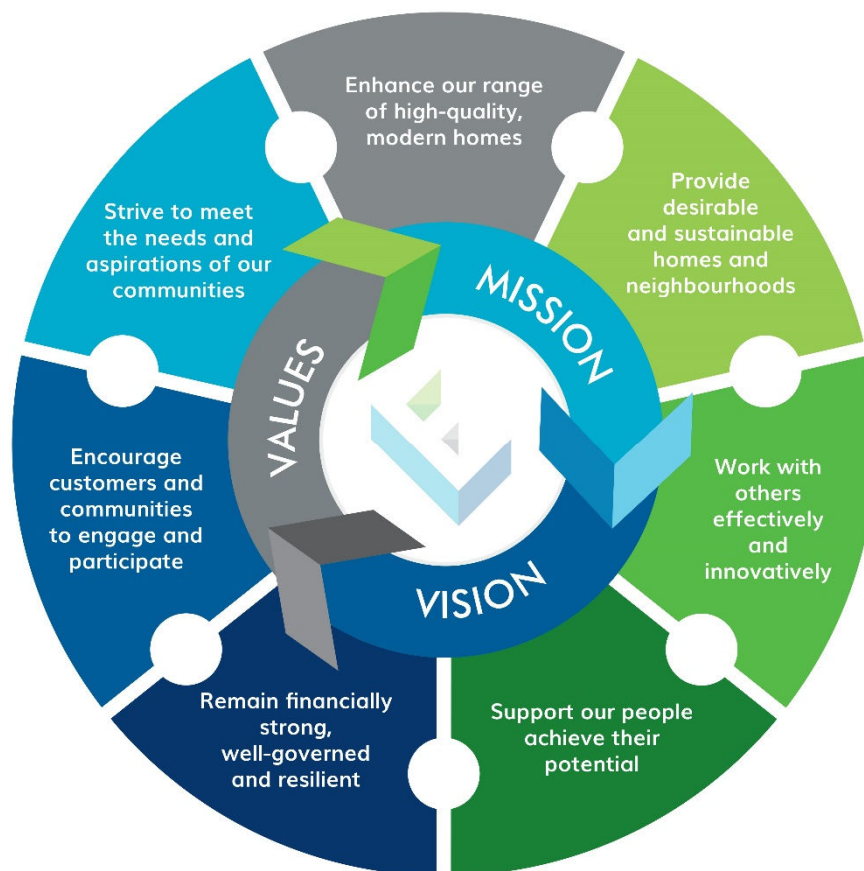 Enhance our range
of high-quality,
modern homes
Provide
desirable
and sustainable
homes and
neighbourhoods
Work with
others
effectively
and
innovatively
Support our people
achieve their
potential
Remain financially
strong,
well-governed
and resilient
Encourage
customers and
communities
to engage and
participate
Strive to meet
the needs and
aspirations of our
communities
MISSION
VISION
VALUES